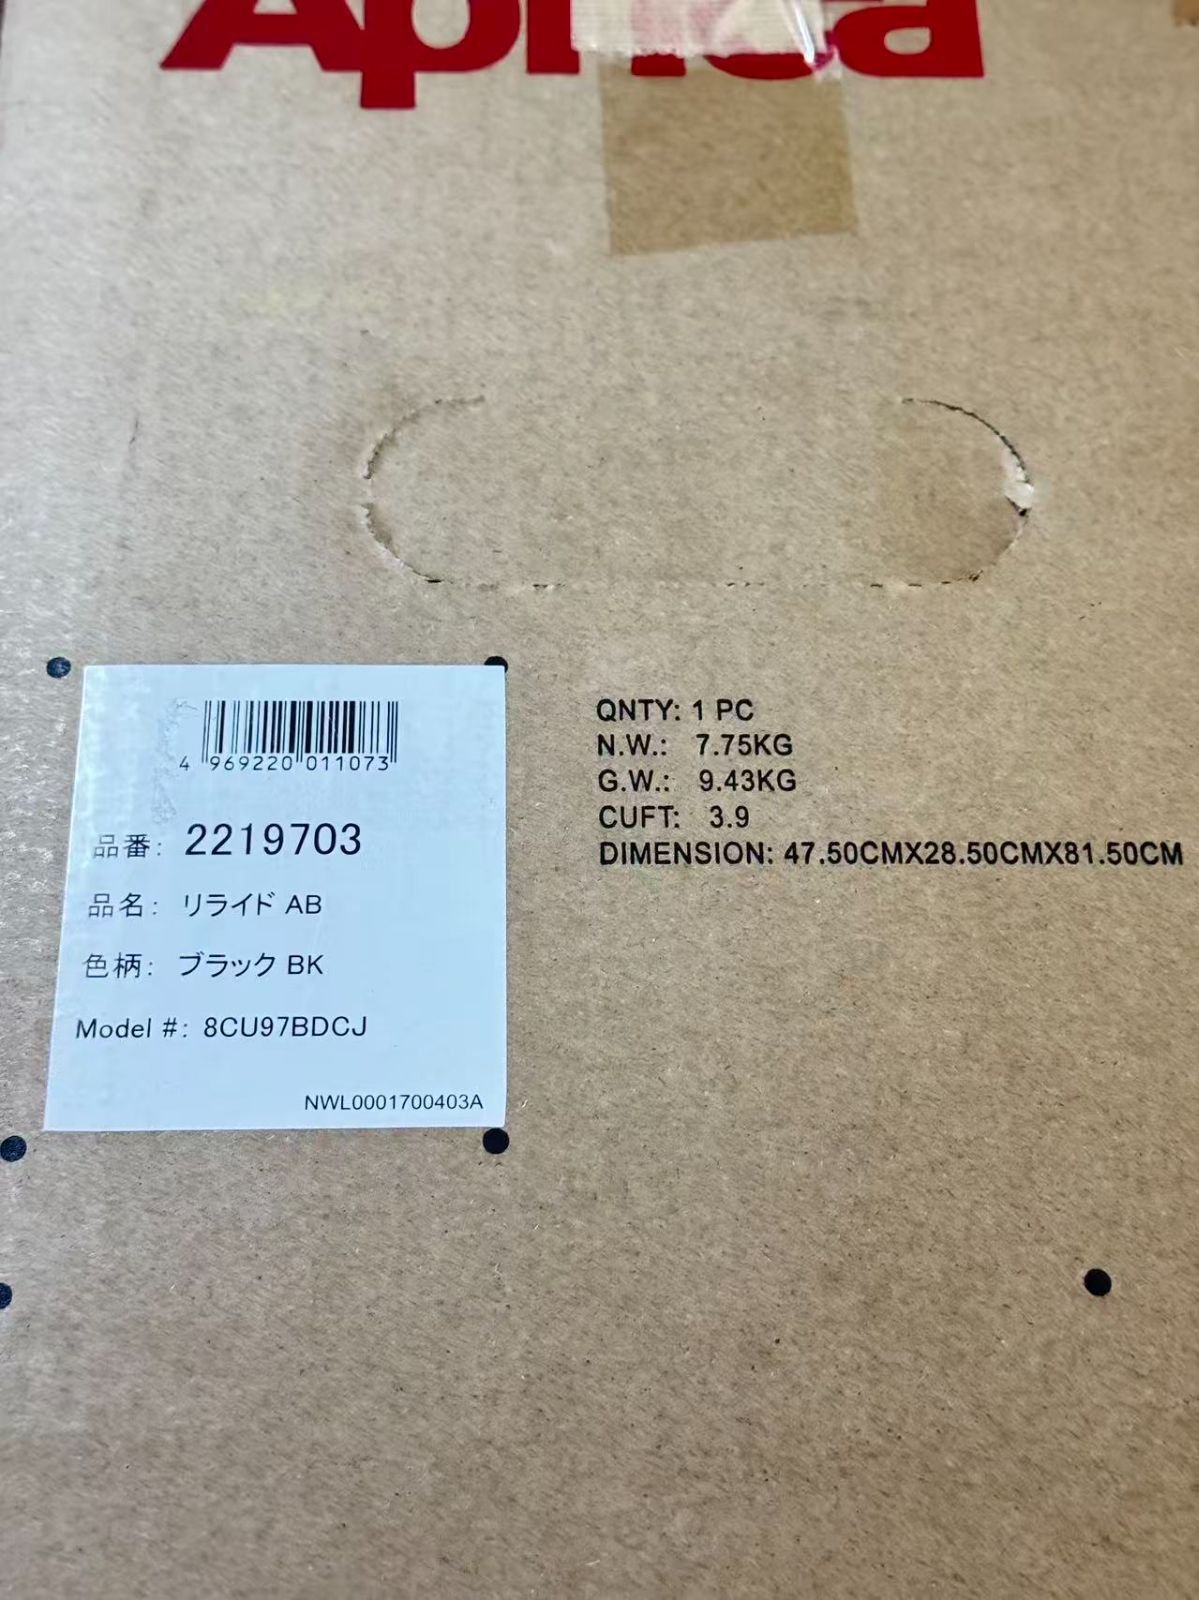 Aprica
4 969220 011073
品番: 2219703
品名: リライド AB
色柄: ブラック BK
Model #: 8CU97BDCJ
NWL0001700403A
QNTY: 1 PC
N.W.: 7.75KG
G.W.: 9.43KG
CUFT: 3.9
DIMENSION: 47.50CMX28.50CMX81.50CM